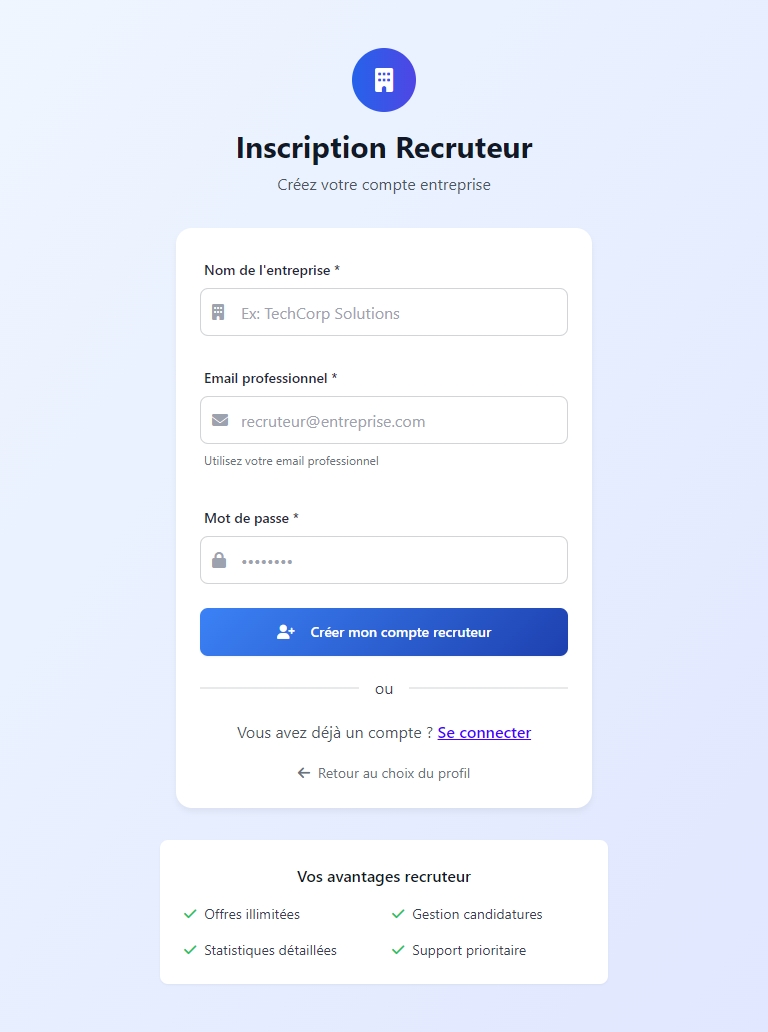 Inscription Recruteur
Créez votre compte entreprise
Nom de l'entreprise *
Ex: TechCorp Solutions
Email professionnel *
recruteur@entreprise.com
Utilisez votre email professionnel
Mot de passe *
••••••••
Créer mon compte recruteur
ou
Vous avez déjà un compte ? Se connecter
Retour au choix du profil
Vos avantages recruteur
Offres illimitées
Gestion candidatures
Statistiques détaillées
Support prioritaire